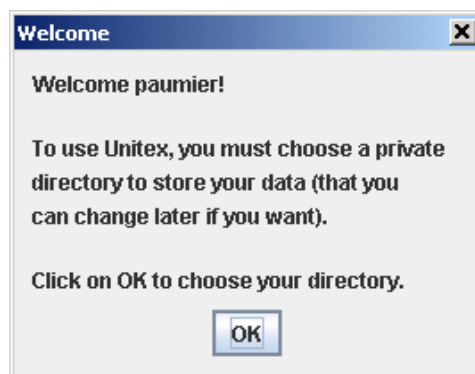 Welcome
Welcome paumier!
To use Unitex, you must choose a private
directory to store your data (that you
can change later if you want).
Click on OK to choose your directory.
OK